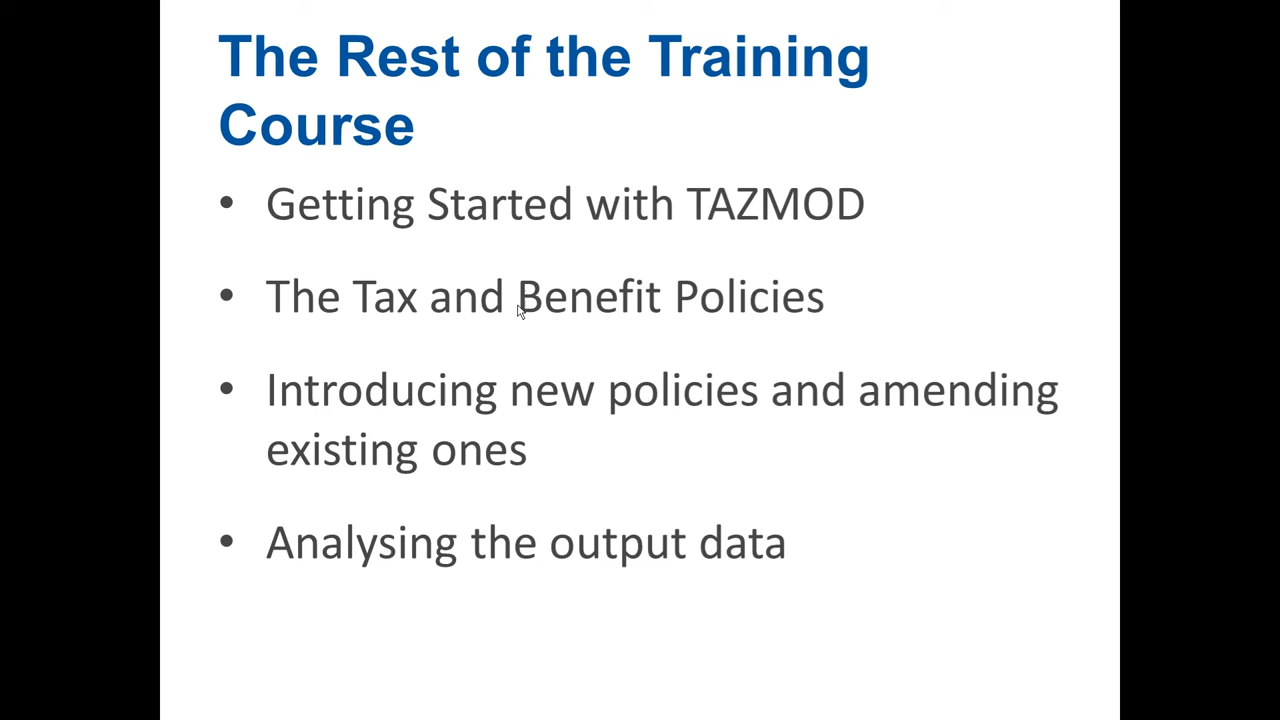 The Rest of the Training
Course
• Getting Started with TAZMOD
• The Tax and Benefit Policies
• Introducing new policies and amending
existing ones
• Analysing the output data